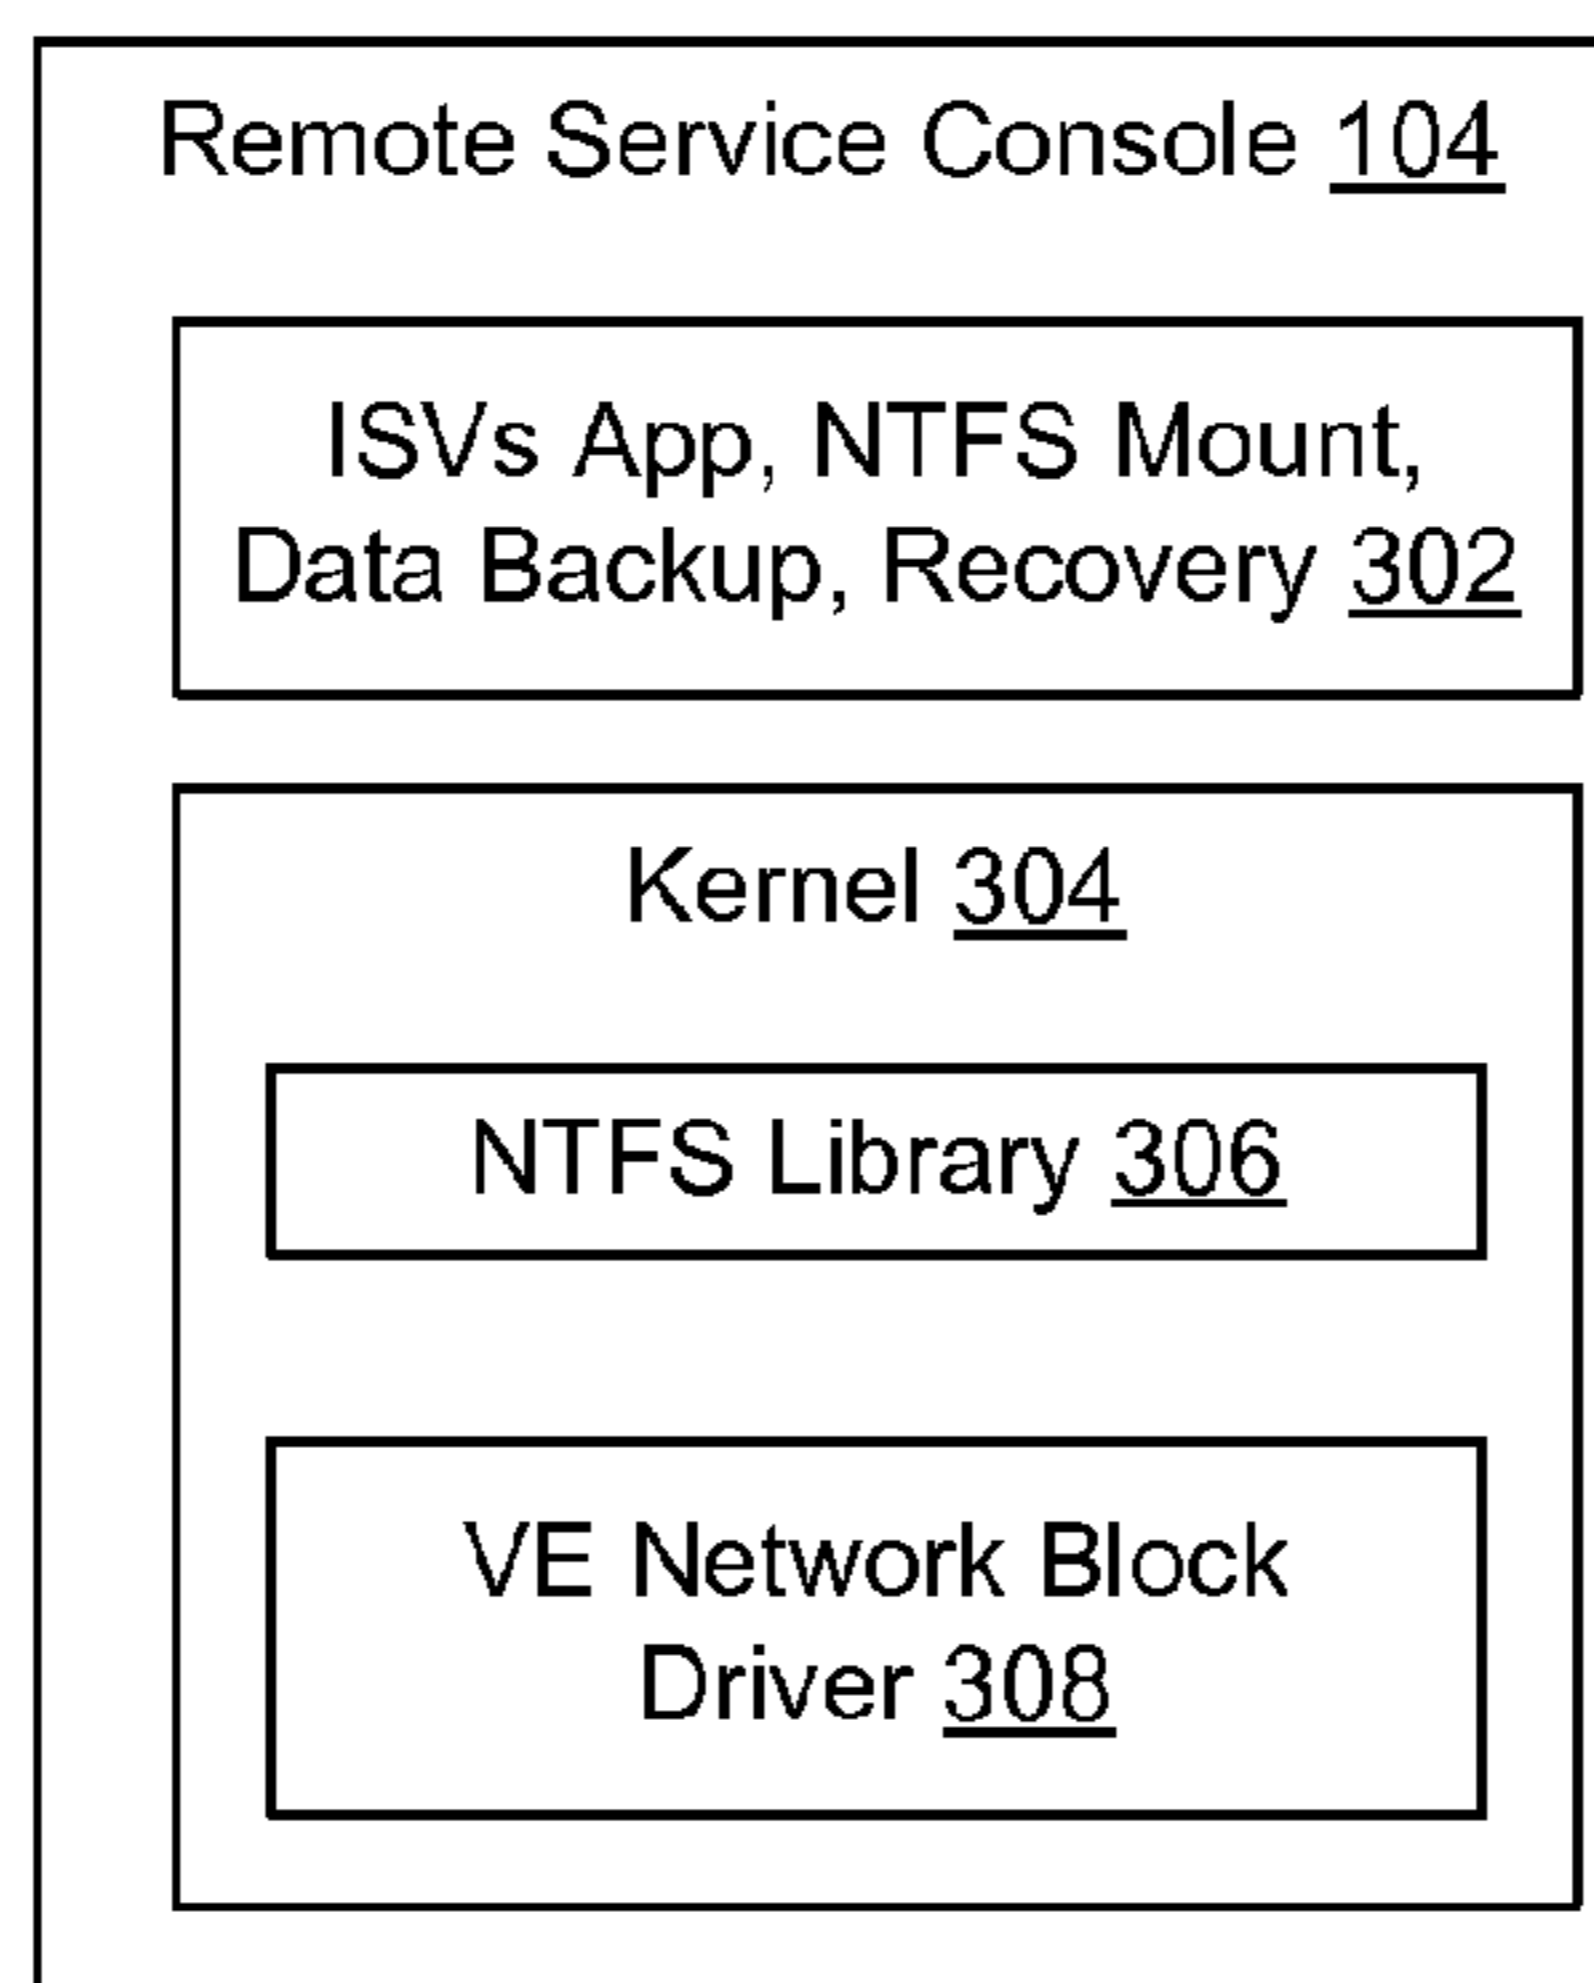 Remote Service Console 104
ISVs App, NTFS Mount,
Data Backup, Recovery 302
Kernel 304
NTFS Library 306
VE Network Block
Driver 308